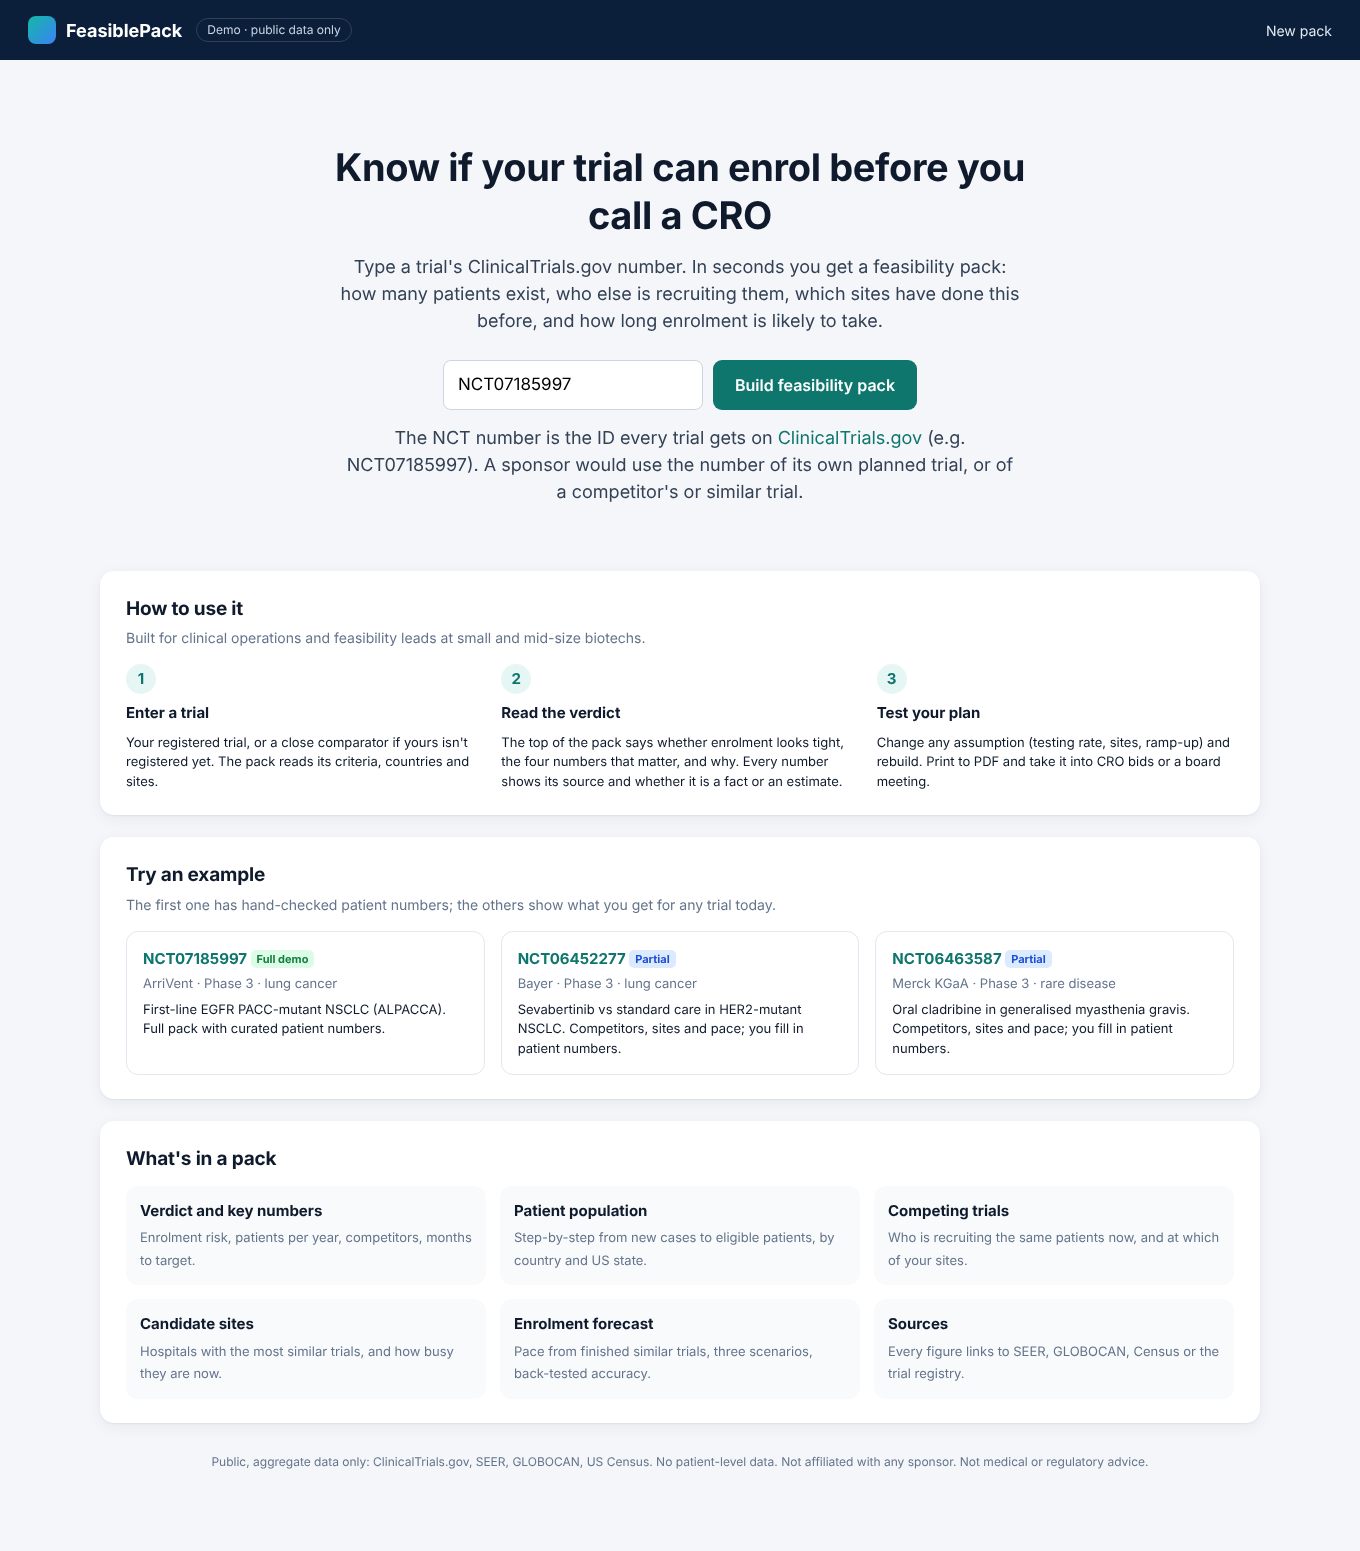 FeasiblePack
Demo · public data only
New pack
Know if your trial can enrol before you
call a CRO
Type a trial's ClinicalTrials.gov number. In seconds you get a feasibility pack:
how many patients exist, who else is recruiting them, which sites have done this
before, and how long enrolment is likely to take.
NCT07185997
Build feasibility pack
The NCT number is the ID every trial gets on ClinicalTrials.gov (e.g.
NCT07185997). A sponsor would use the number of its own planned trial, or of
a competitor's or similar trial.
How to use it
Built for clinical operations and feasibility leads at small and mid-size biotechs.
1
Enter a trial
Your registered trial, or a close comparator if yours isn't
registered yet. The pack reads its criteria, countries and
sites.
2
Read the verdict
The top of the pack says whether enrolment looks tight,
the four numbers that matter, and why. Every number
shows its source and whether it is a fact or an estimate.
3
Test your plan
Change any assumption (testing rate, sites, ramp-up) and
rebuild. Print to PDF and take it into CRO bids or a board
meeting.
Try an example
The first one has hand-checked patient numbers; the others show what you get for any trial today.
NCT07185997 Full demo
ArriVent · Phase 3 · lung cancer
First-line EGFR PACC-mutant NSCLC (ALPACCA).
Full pack with curated patient numbers.
NCT06452277 Partial
Bayer · Phase 3 · lung cancer
Sevabertinib vs standard care in HER2-mutant
NSCLC. Competitors, sites and pace; you fill in
patient numbers.
NCT06463587 Partial
Merck KGaA · Phase 3 · rare disease
Oral cladribine in generalised myasthenia gravis.
Competitors, sites and pace; you fill in patient
numbers.
What's in a pack
Verdict and key numbers
Enrolment risk, patients per year, competitors, months
to target.
Patient population
Step-by-step from new cases to eligible patients, by
country and US state.
Competing trials
Who is recruiting the same patients now, and at which
of your sites.
Candidate sites
Hospitals with the most similar trials, and how busy
they are now.
Enrolment forecast
Pace from finished similar trials, three scenarios,
back-tested accuracy.
Sources
Every figure links to SEER, GLOBOCAN, Census or the
trial registry.
Public, aggregate data only: ClinicalTrials.gov, SEER, GLOBOCAN, US Census. No patient-level data. Not affiliated with any sponsor. Not medical or regulatory advice.